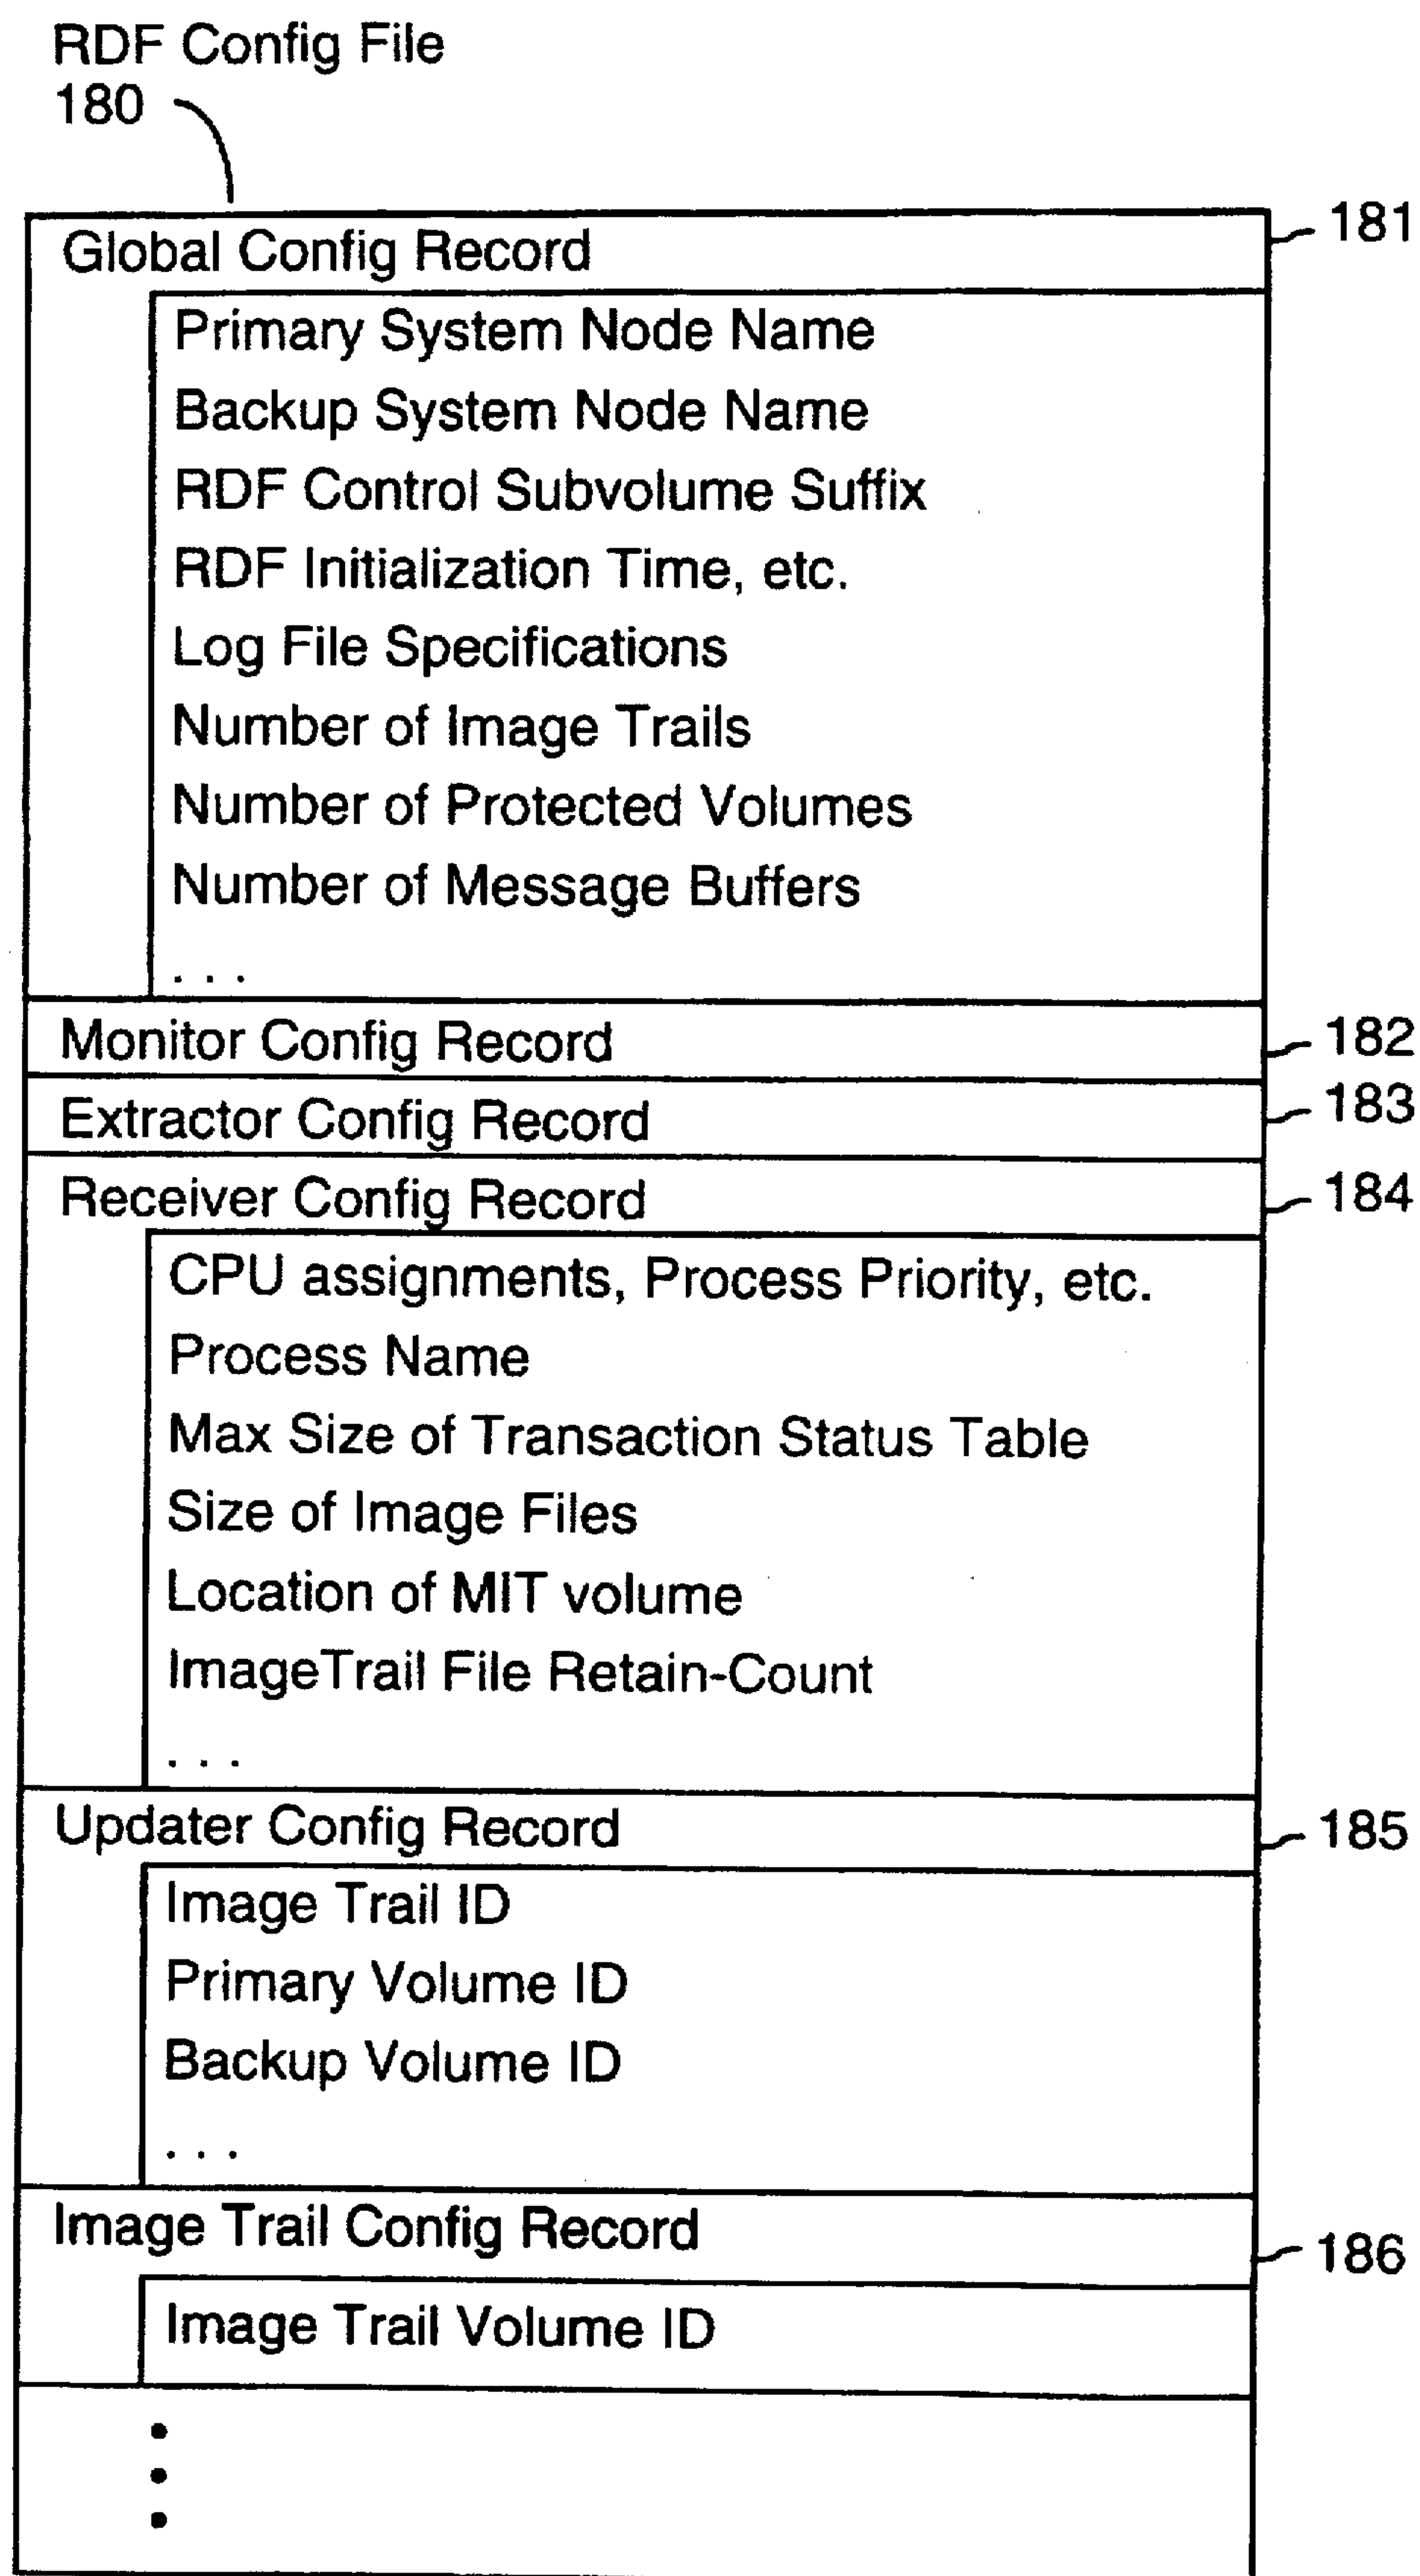 RDF Config File
180
181
Global Config Record
Primary System Node Name
Backup System Node Name
RDF Control Subvolume Suffix
RDF Initialization Time, etc.
Log File Specifications
Number of Image Trails
Number of Protected Volumes
Number of Message Buffers
. . .
Monitor Config Record
182
Extractor Config Record
183
Receiver Config Record
184
CPU assignments, Process Priority, etc.
Process Name
Max Size of Transaction Status Table
Size of Image Files
Location of MIT volume
ImageTrail File Retain-Count
. . .
Updater Config Record
185
Image Trail ID
Primary Volume ID
Backup Volume ID
. . .
Image Trail Config Record
186
Image Trail Volume ID